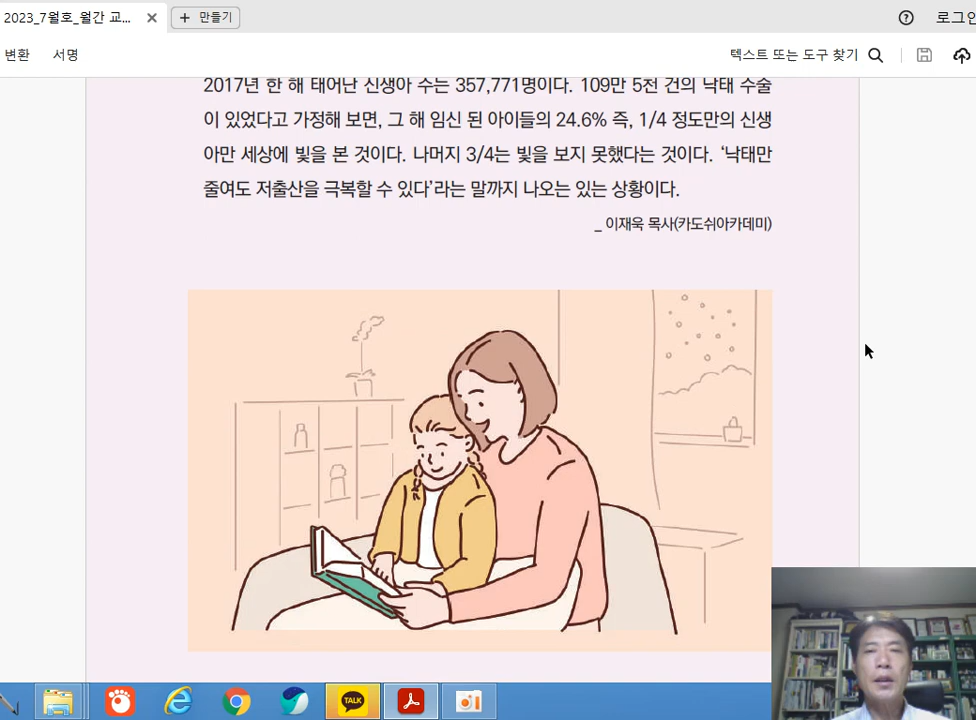 2023_7월호_월간 교...
만들기
로그인
변환
서명
텍스트 또는 도구 찾기
2017년 한 해 태어난 신생아 수는 357,771명이다. 109만 5천 건의 낙태 수술
이 있었다고 가정해 보면, 그 해 임신 된 아이들의 24.6% 즉, 1/4 정도만의 신생
아만 세상에 빛을 본 것이다. 나머지 3/4는 빛을 보지 못했다는 것이다. ‘낙태만
줄여도 저출산을 극복할 수 있다’라는 말까지 나오는 있는 상황이다.
_ 이재욱 목사(카도쉬아카데미)
TALK